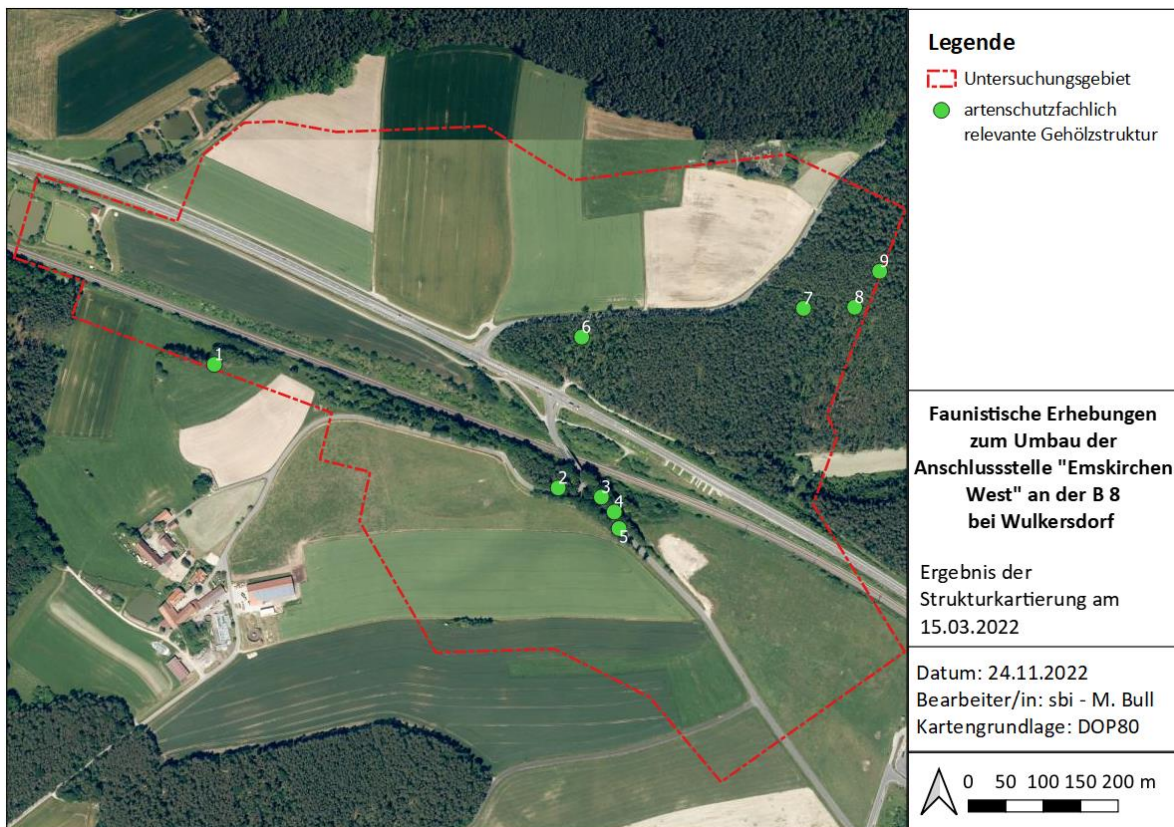 Legende
Untersuchungsgebiet
artenschutzfachlich
relevante Gehölzstruktur
9
7
8
6
1
2
3
4
5
Faunistische Erhebungen
zum Umbau der
Anschlussstelle "Emskirchen
West" an der B 8
bei Wulkersdorf
Ergebnis der
Strukturkartierung am
15.03.2022
Datum: 24.11.2022
Bearbeiter/in: sbi - M. Bull
Kartengrundlage: DOP80
0 50 100 150 200 m